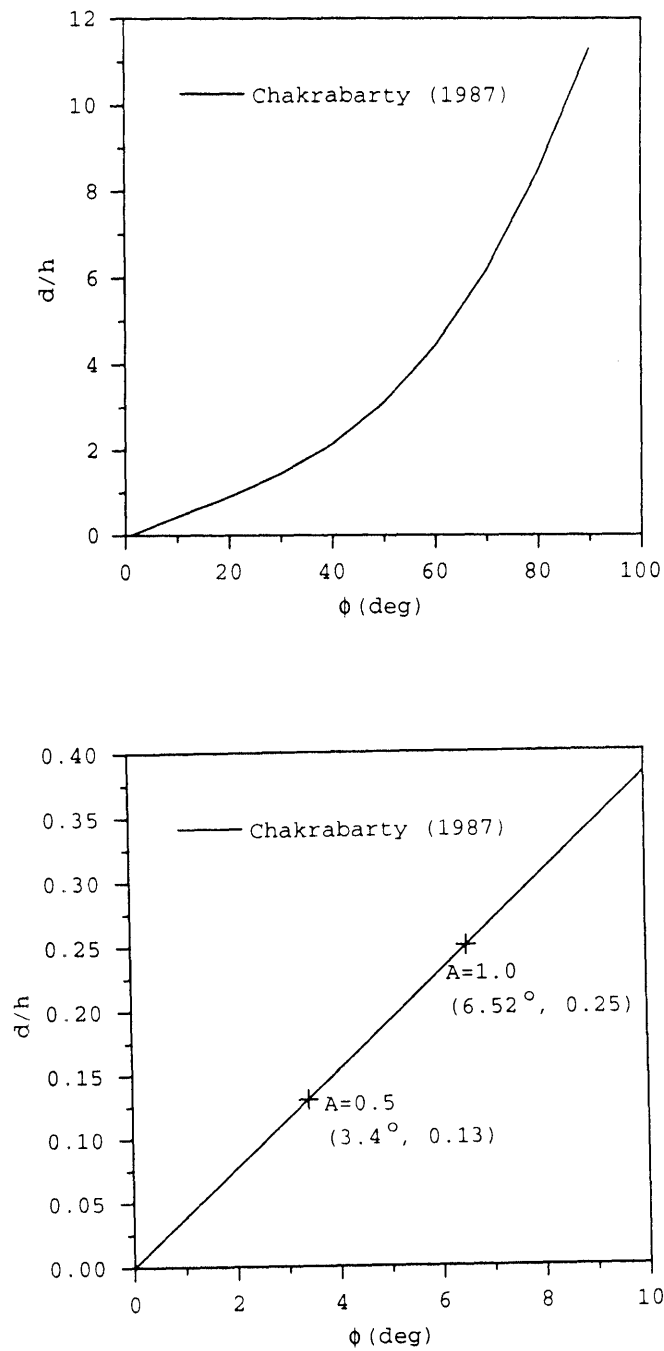 12
Chakrabarty (1987)
10
8
d/h
6
4
2
0
0 20 40 60 80 100
ϕ (deg)
0.40
0.35
Chakrabarty (1987)
0.30
0.25
A=1.0
(6.52°, 0.25)
d/h
0.20
0.15
A=0.5
(3.4°, 0.13)
0.10
0.05
0.00
0 2 4 6 8 10
ϕ (deg)